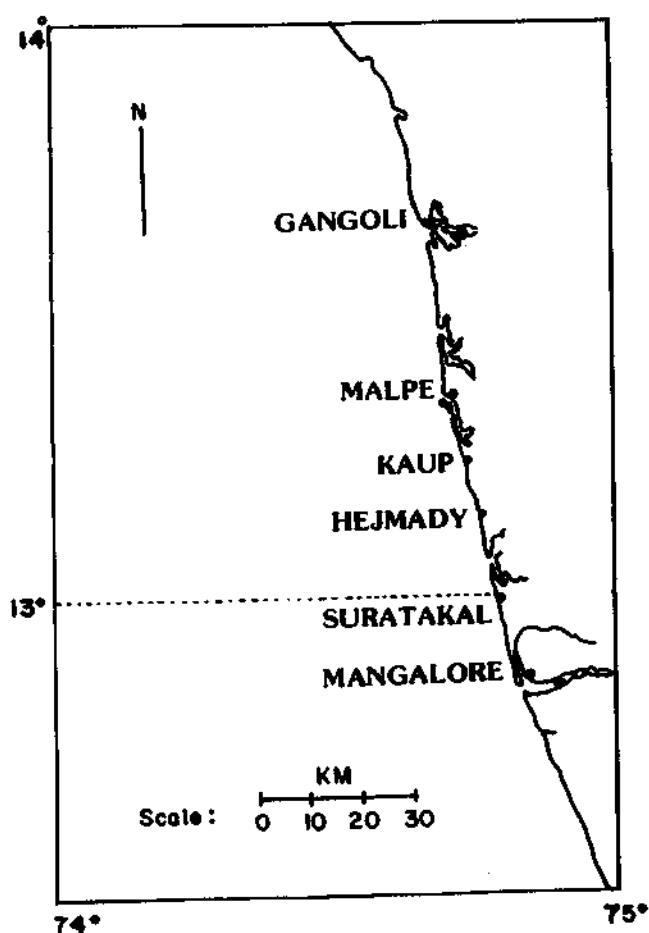 14°
N
GANGOLI
MALPE
KAUP
HEJMADY
13°
SURATAKAL
MANGALORE
KM
Scale: 0 10 20 30
74° 75°